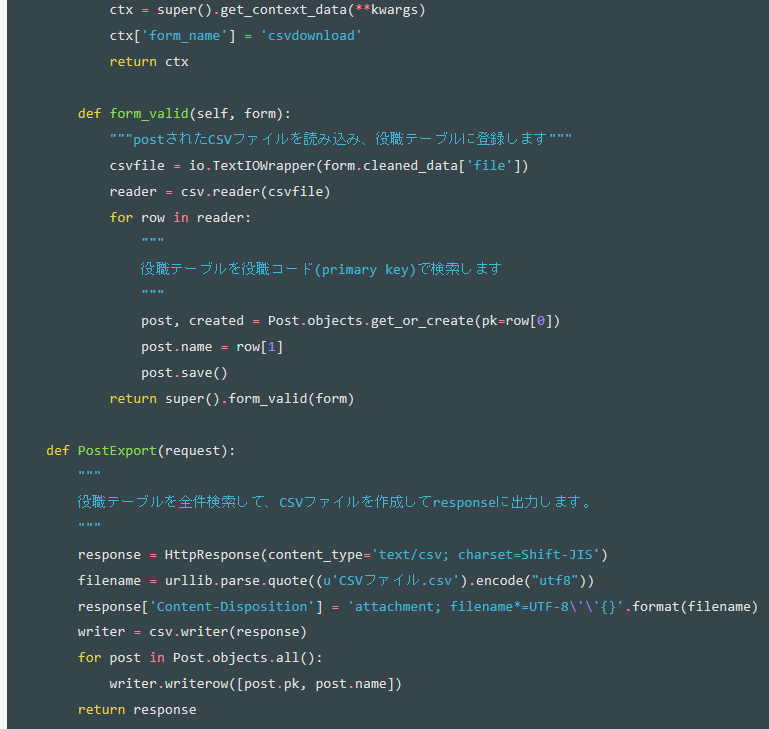 ctx = super().get_context_data(**kwargs)
ctx['form_name'] = 'csvdownload'
return ctx
def form_valid(self, form):
"""postされたCSVファイルを読み込み、役職テーブルに登録します"""
csvfile = io.TextIOWrapper(form.cleaned_data['file'])
reader = csv.reader(csvfile)
for row in reader:
"""
役職テーブルを役職コード(primary key)で検索します
"""
post, created = Post.objects.get_or_create(pk=row[0])
post.name = row[1]
post.save()
return super().form_valid(form)
def PostExport(request):
"""
役職テーブルを全件検索して、CSVファイルを作成してresponseに出力します。
"""
response = HttpResponse(content_type='text/csv; charset=Shift-JIS')
filename = urllib.parse.quote((u'CSVファイル.csv').encode("utf8"))
response['Content-Disposition'] = 'attachment; filename*=UTF-8\'\'{}'.format(filename)
writer = csv.writer(response)
for post in Post.objects.all():
writer.writerow([post.pk, post.name])
return response